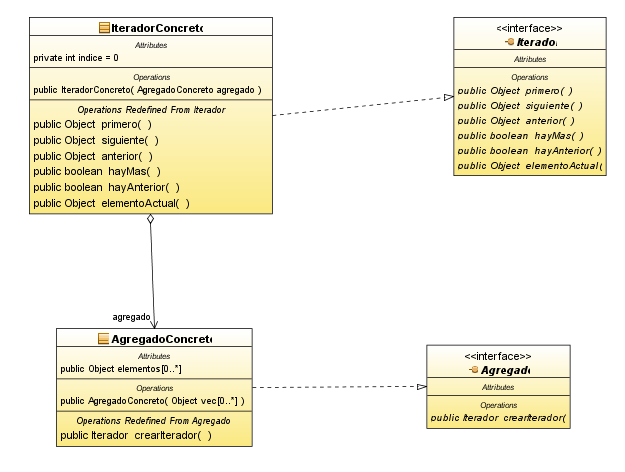 IteradorConcreto
Attributes
private int indice = 0
Operations
public IteradorConcreto( AgregadoConcreto agregado )
Operations Redefined From Iterador
public Object primero( )
public Object siguiente( )
public Object anterior( )
public boolean hayMas( )
public boolean hayAnterior( )
public Object elementoActual( )
<<interface>>
Iterador
Attributes
Operations
public Object primero( )
public Object siguiente( )
public Object anterior( )
public boolean hayMas( )
public boolean hayAnterior( )
public Object elementoActual(
agregado
AgregadoConcreto
Attributes
public Object elementos[0..*]
Operations
public AgregadoConcreto( Object vec[0..*] )
Operations Redefined From Agregado
public Iterador crearIterador( )
<<interface>>
Agregado
Attributes
Operations
public Iterador crearIterador(